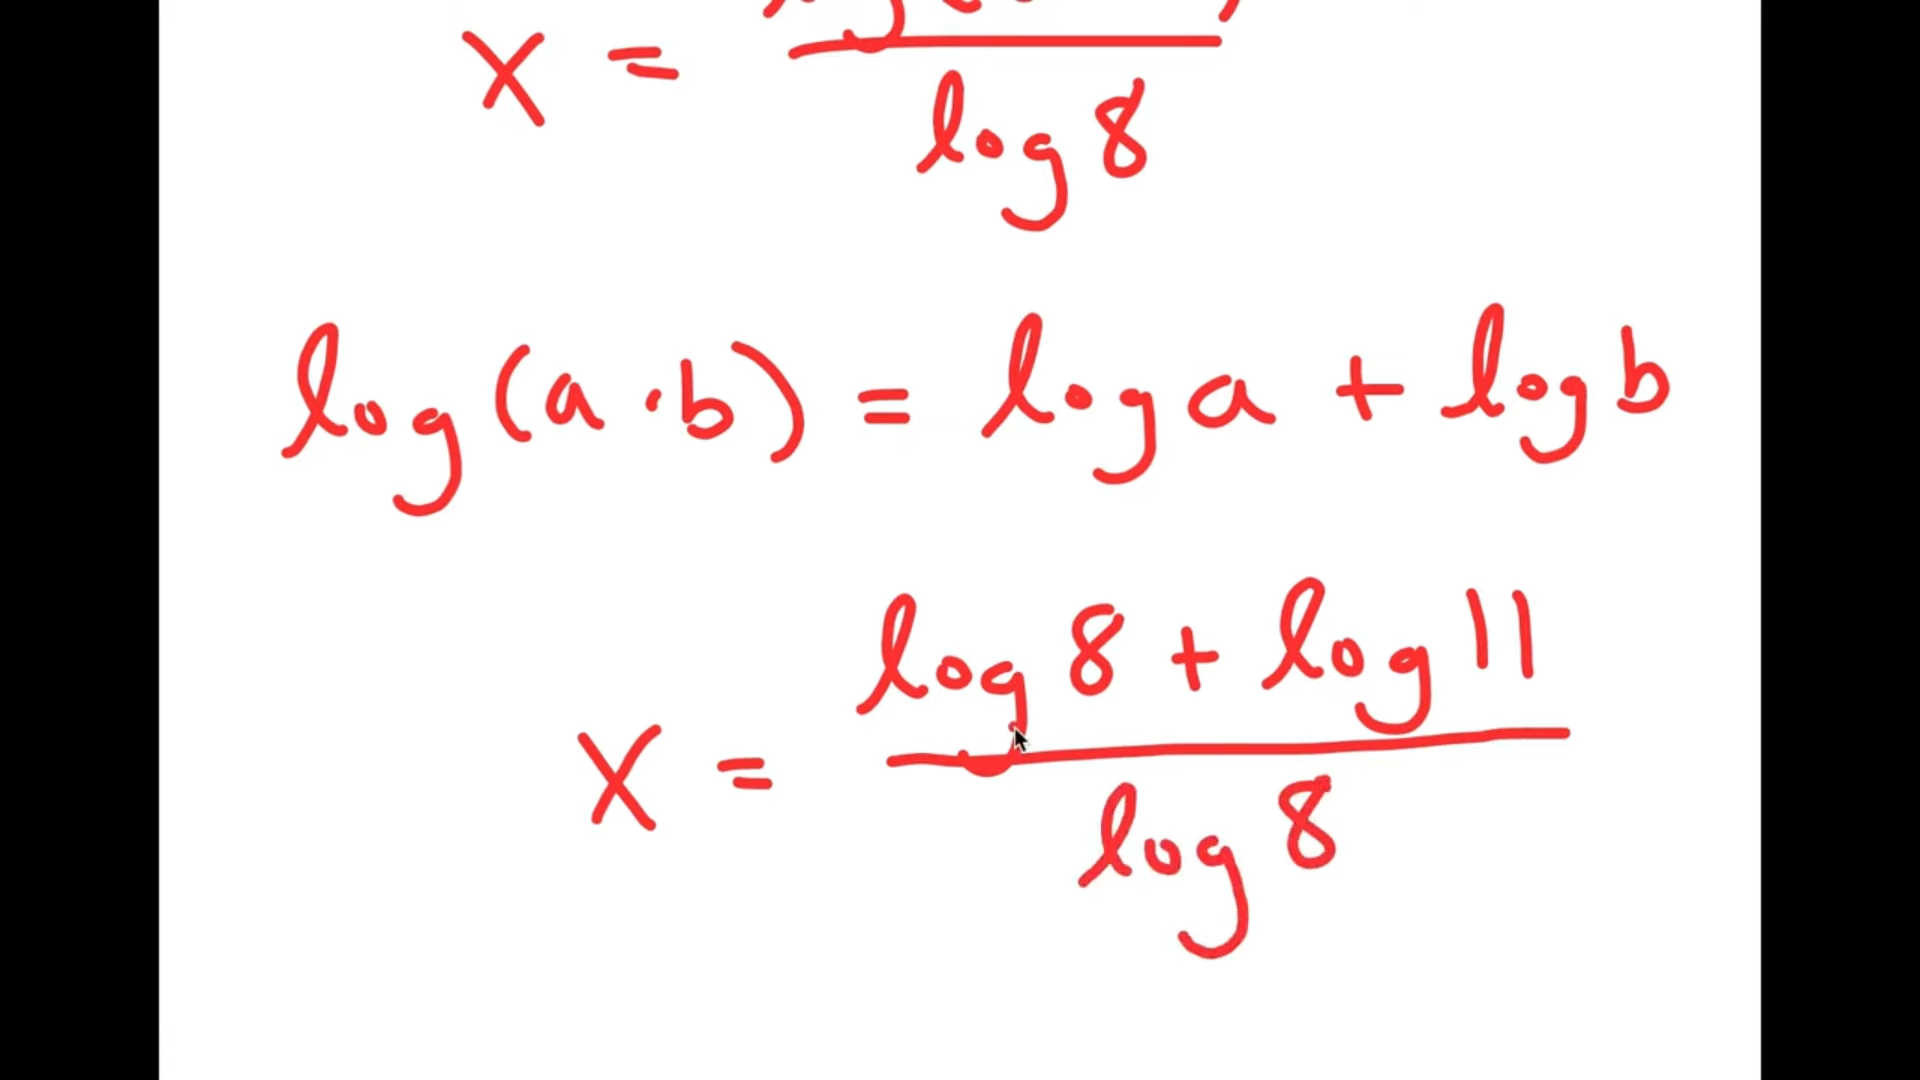 x =
log 8
log(a·b) = log a + log b
log 8 + log 11
x =
log 8